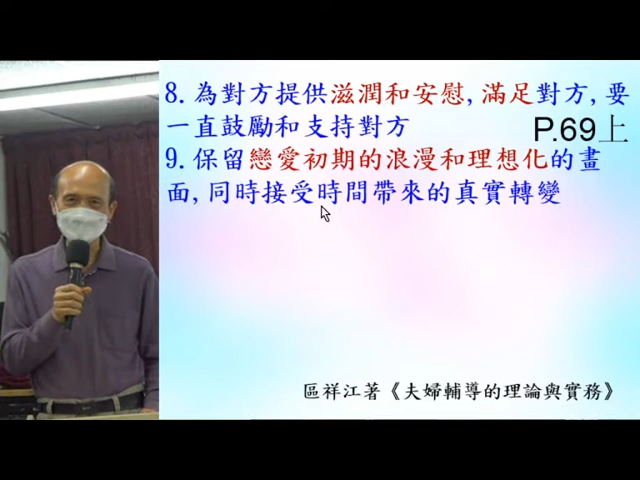 8. 為對方提供滋潤和安慰, 滿足對方, 要
一直鼓勵和支持對方
P.69上
9. 保留戀愛初期的浪漫和理想化的畫
面, 同時接受時間帶來的真實轉變
區祥江著《夫婦輔導的理論與實務》